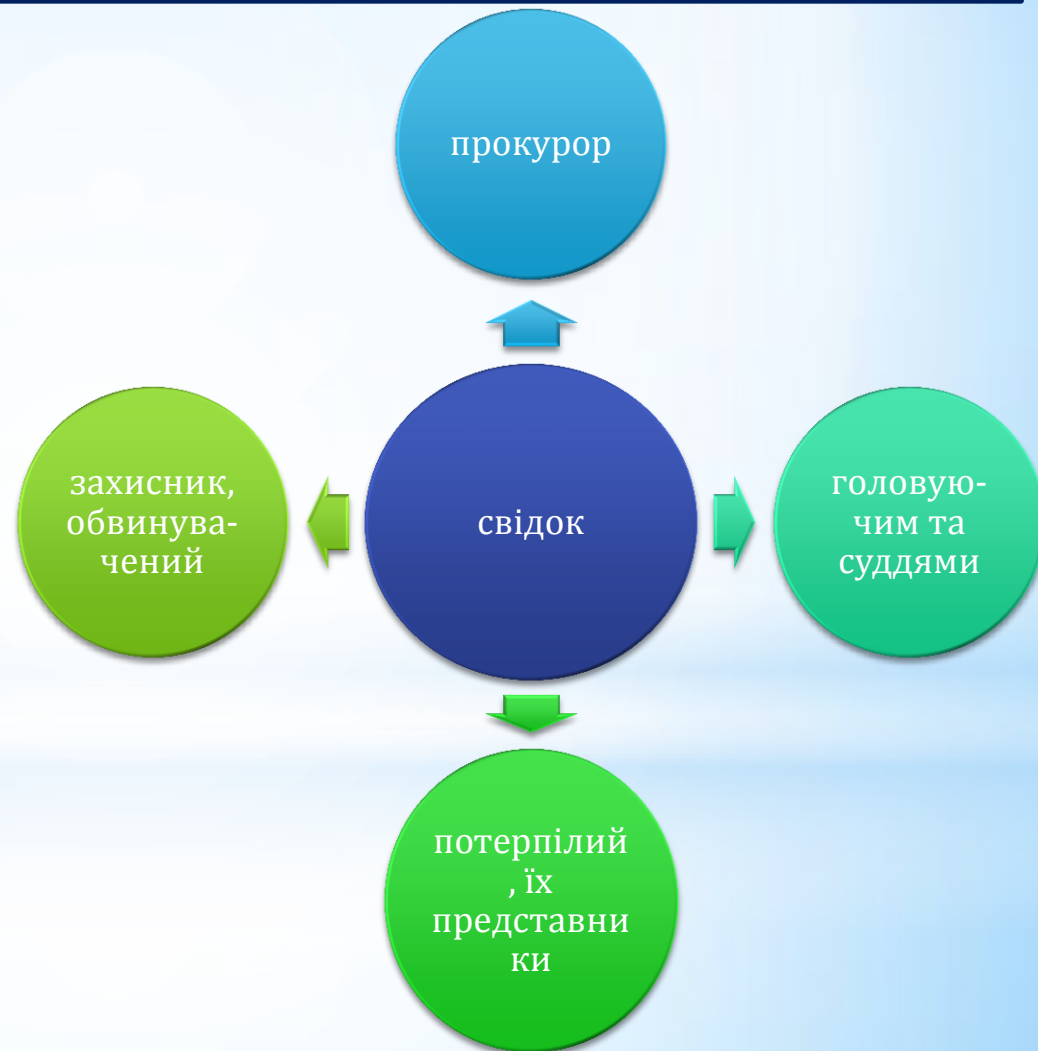 прокурор
захисник,
обвинува-
чений
свідок
головую-
чим та
суддями
потерпілий
, їх
представни
ки